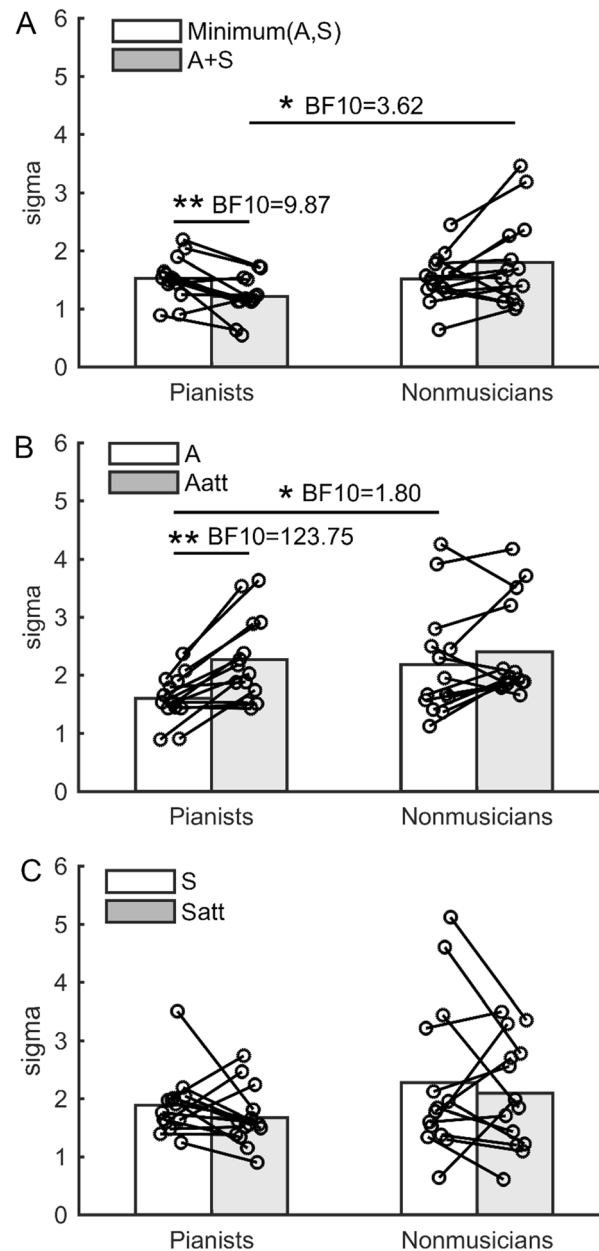 A
6
Minimum(A,S)
A+S
5
* BF10=3.62
4
sigma
3
** BF10=9.87
2
1
0
Pianists Nonmusicians
B
6
A
Aatt
5
* BF10=1.80
** BF10=123.75
4
sigma
3
2
1
0
Pianists Nonmusicians
C
6
S
Satt
5
4
sigma
3
2
1
0
Pianists Nonmusicians